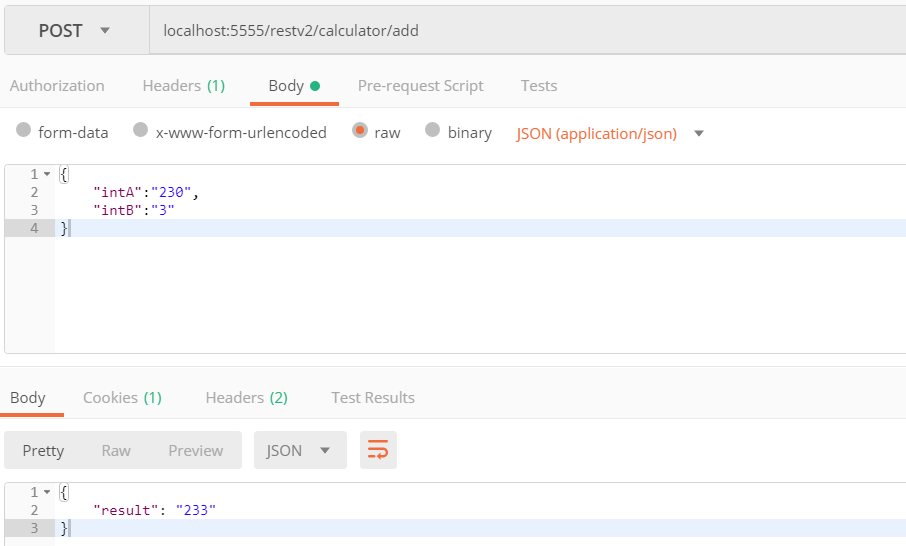 POST localhost:5555/restv2/calculator/add
Authorization Headers (1) Body Pre-request Script Tests
form-data x-www-form-urlencoded raw binary JSON (application/json)
1 {
2 "intA":"230",
3 "intB":"3"
4 }
Body Cookies (1) Headers (2) Test Results
Pretty Raw Preview JSON
1 {
2 "result": "233"
3 }